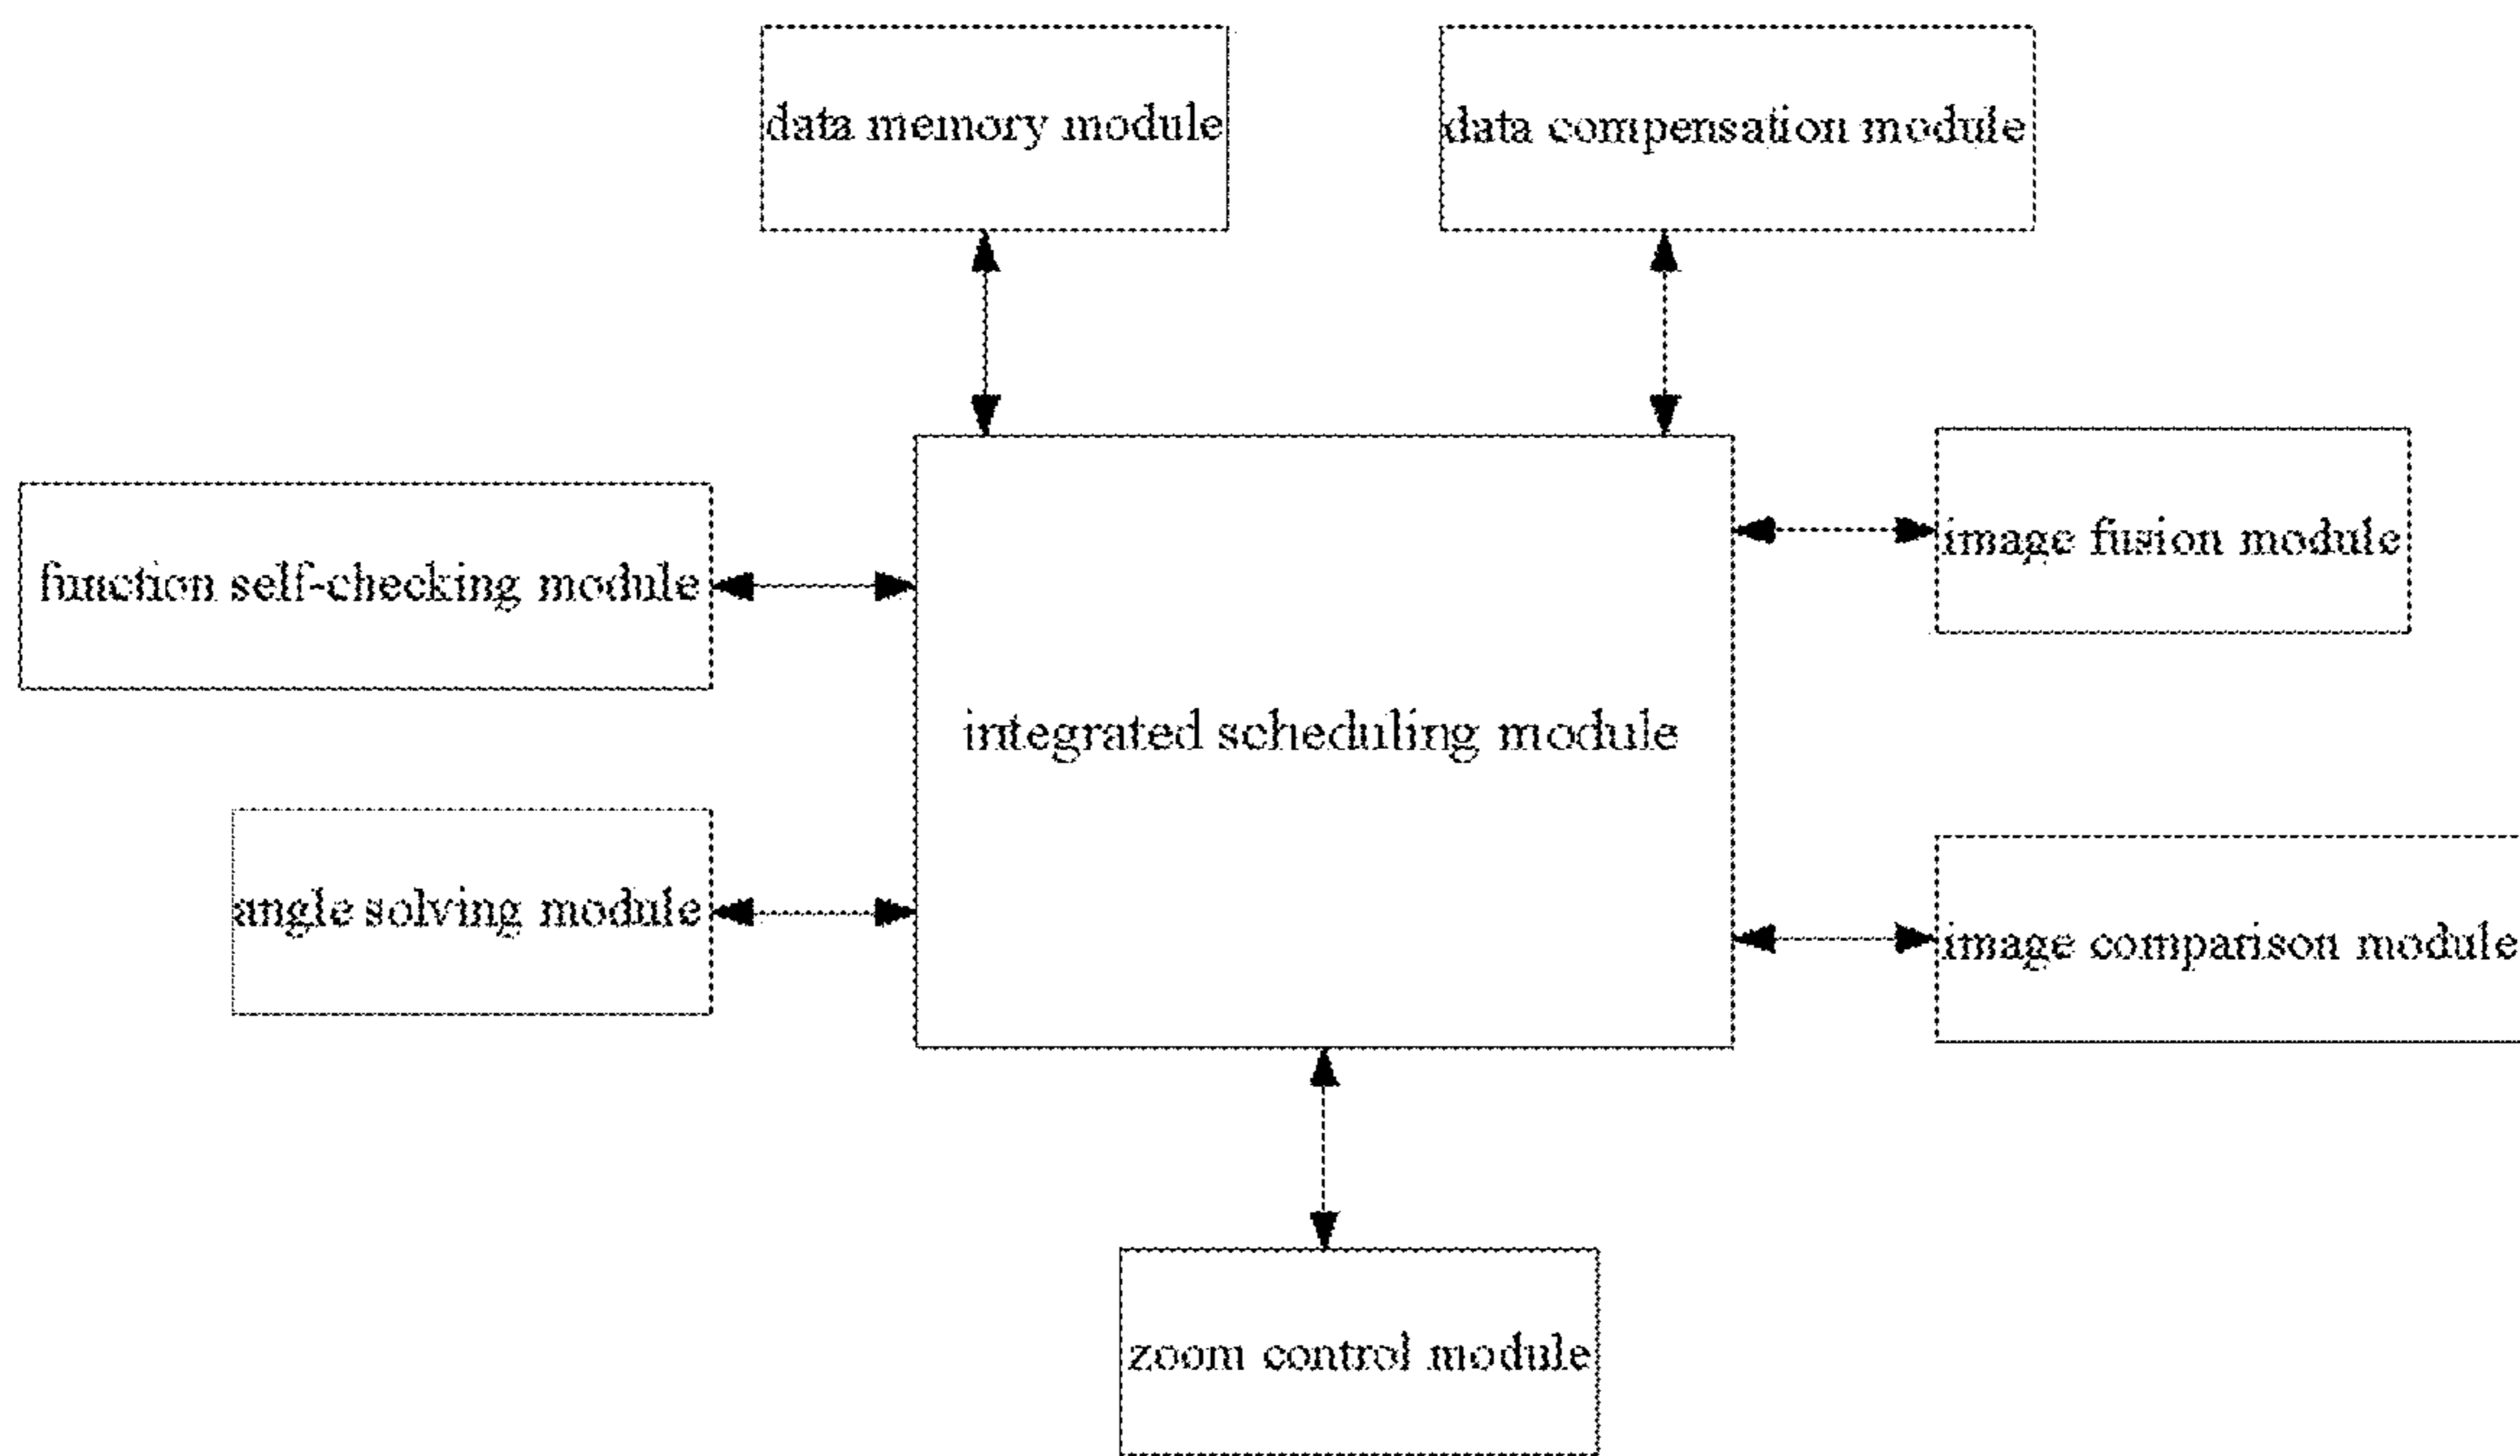 data memory module
data compensation module
function self-checking module
image fusion module
integrated scheduling module
angle solving module
image comparison module
zoom control module